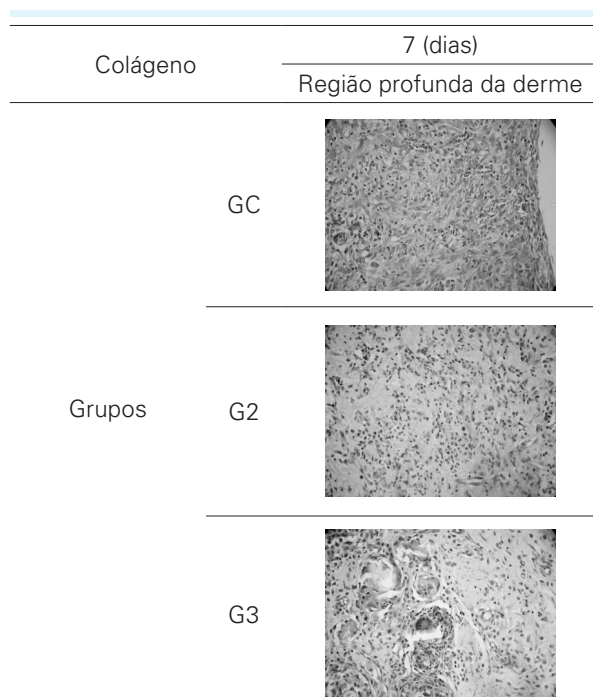 Colágeno
7 (dias)
Região profunda da derme
GC
Grupos
G2
G3